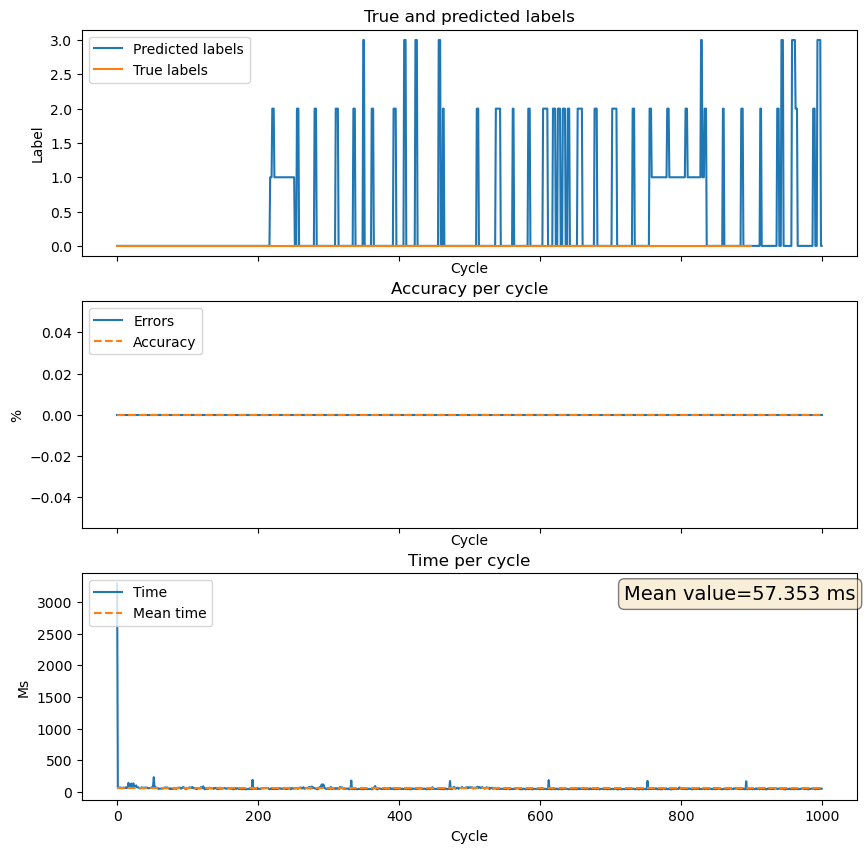 True and predicted labels
Predicted labels
True labels
3.0
2.5
2.0
1.5
1.0
0.5
0.0
Label
Cycle
Accuracy per cycle
Errors
Accuracy
0.04
0.02
0.00
−0.02
−0.04
%
Cycle
Time per cycle
Time
Mean time
Mean value=57.353 ms
3000
2500
2000
1500
1000
500
0
Ms
0 200 400 600 800 1000
Cycle